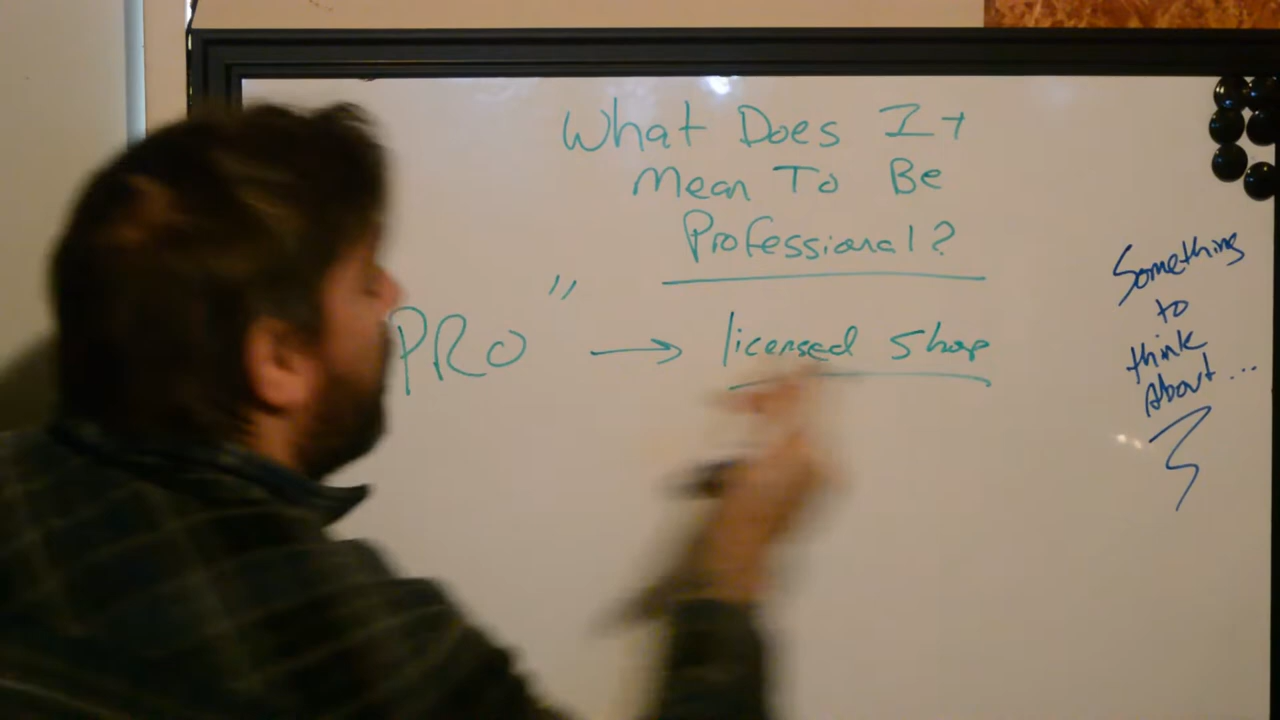 What Does It
Mean To Be
Professional?
PRO" → licensed shop
Something
to
think
About...